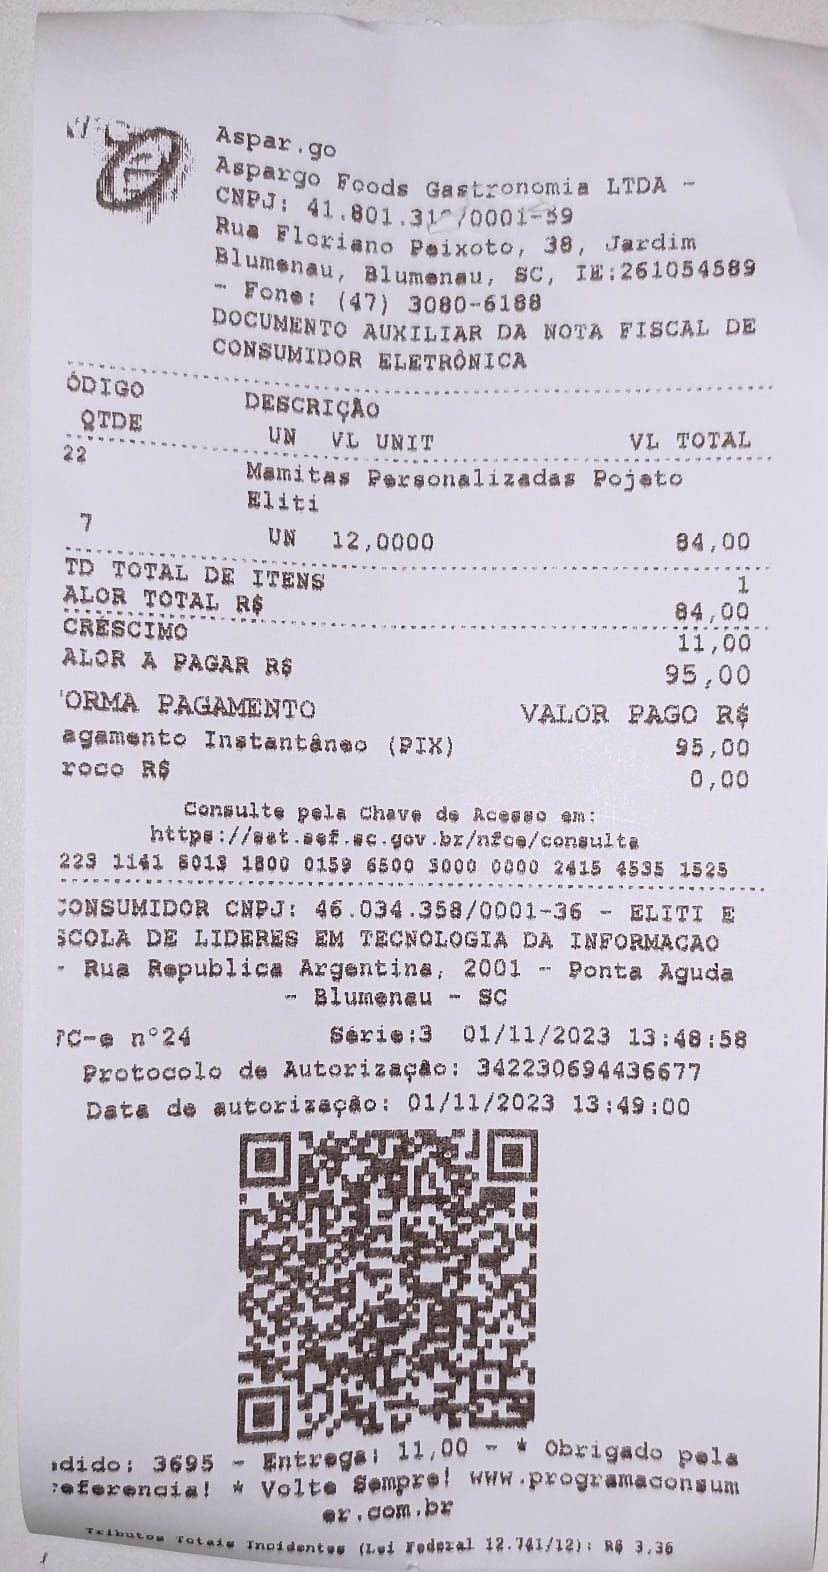 Aspar.go
Aspargo Foods Gastronomia LTDA -
CNPJ:
Rua Floriano Peixoto, 38, Jardim
Blumenau, Blumenau, SC, IE:261054589
- Fone: (47) 3080-6188
DOCUMENTO AUXILIAR DA NOTA FISCAL DE
CONSUMIDOR ELETRÔNICA
ÓDIGO DESCRIÇÃO
QTDE UN VL UNIT VL TOTAL
22 Mamitas Personalizadas Pojeto
Eliti
7 UN 12,0000 84,00
TD TOTAL DE ITENS 1
ALOR TOTAL R$ 84,00
CRÉSCIMO 11,00
ALOR A PAGAR R$ 95,00
ORMA PAGAMENTO VALOR PAGO R$
agamento Instantâneo (PIX) 95,00
roco R$ 0,00
Consulte pela Chave de Acesso em:
https://sat.sef.sc.gov.br/nfce/consulta
223 1141 8013 1800 0159 6500 3000 0000 2415 4535 1525
CONSUMIDOR CNPJ: 46.034.358/0001-36 - ELITI E
SCOLA DE LIDERES EM TECNOLOGIA DA INFORMACAO
- Rua Republica Argentina, 2001 - Ponta Aguda
- Blumenau - SC
FC-e n°24 Série:3 01/11/2023 13:48:58
Protocolo de Autorização: 342230694436677
Data de autorização: 01/11/2023 13:49:00
dido: 3695 - Entrega: 11,00 - * Obrigado pela
referencia! * Volte Sempre! www.programaconsum
er.com.br
Tributos Totais Incidentes (Lei Federal 12.741/12): R$ 3,36